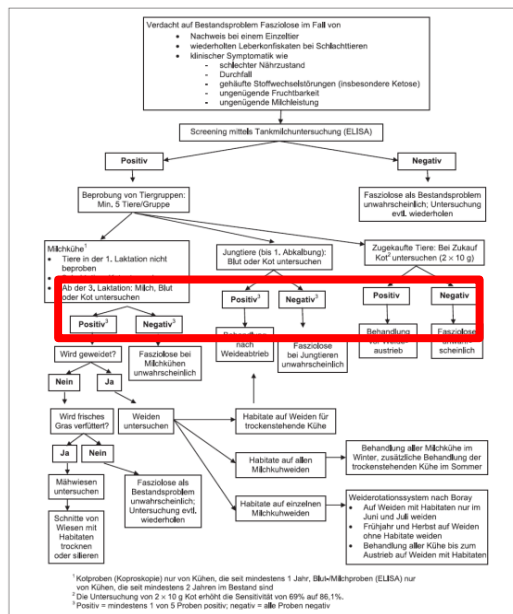 Verdacht auf Bestandsproblem Fasziolose im Fall von
• Nachweis bei einem Einzeltier
• wiederholten Leberkonfiskaten bei Schlachttieren
• klinischer Symptomatik wie
- schlechter Nährzustand
- Durchfall
- gehäufte Stoffwechselstörungen (insbesondere Ketose)
- ungenügende Fruchtbarkeit
- ungenügende Milchleistung
Screening mittels Tankmilchuntersuchung (ELISA)
Positiv
Negativ
Beprobung von Tiergruppen:
Min. 5 Tiere/Gruppe
Fasziolose als Bestandsproblem
unwahrscheinlich; Untersuchung
evtl. wiederholen
Milchkühe1
• Tiere in der 1. Laktation nicht
beproben
• Ab der 3. Laktation: Milch, Blut
oder Kot untersuchen
Jungtiere (bis 1. Abkalbung):
Blut oder Kot untersuchen
Zugekaufte Tiere: Bei Zukauf
Kot2 untersuchen (2 × 10 g)
Positiv3
Negativ3
Positiv3
Negativ3
Positiv
Negativ
Wird geweidet?
Fasziolose bei
Milchkühen
unwahrscheinlich
nach
Weideabtrieb
Fasziolose
bei Jungtieren
unwahrscheinlich
Behandlung
austrieb
Fasziolose
scheinlich
Nein
Ja
Wird frisches
Gras verfüttert?
Weiden
untersuchen
Habitate auf Weiden für
trockenstehende Kühe
Ja
Nein
Habitate auf allen
Milchkuhweiden
Behandlung aller Milchkühe im
Winter, zusätzliche Behandlung der
trockenstehenden Kühe im Sommer
Mähwiesen
untersuchen
Fasziolose als
Bestandsproblem
unwahrscheinlich;
Untersuchung evtl.
wiederholen
Habitate auf einzelnen
Milchkuhweiden
Weiderotationssystem nach Boray
• Auf Weiden mit Habitaten nur im
Juni und Juli weiden
• Frühjahr und Herbst auf Weiden
ohne Habitate weiden
• Behandlung aller Kühe bis zum
Austrieb auf Weiden mit Habitaten
Schnitte von
Wiesen mit
Habitaten
trocknen
oder silieren
1 Kotproben (Koproskopie) nur von Kühen, die seit mindestens 1 Jahr, Blut-/Milchproben (ELISA) nur
von Kühen, die seit mindestens 2 Jahren im Bestand sind
2 Die Untersuchung von 2 × 10 g Kot erhöht die Sensitivität von 69% auf 86,1%.
3 Positiv = mindestens 1 von 5 Proben positiv; negativ = alle Proben negativ